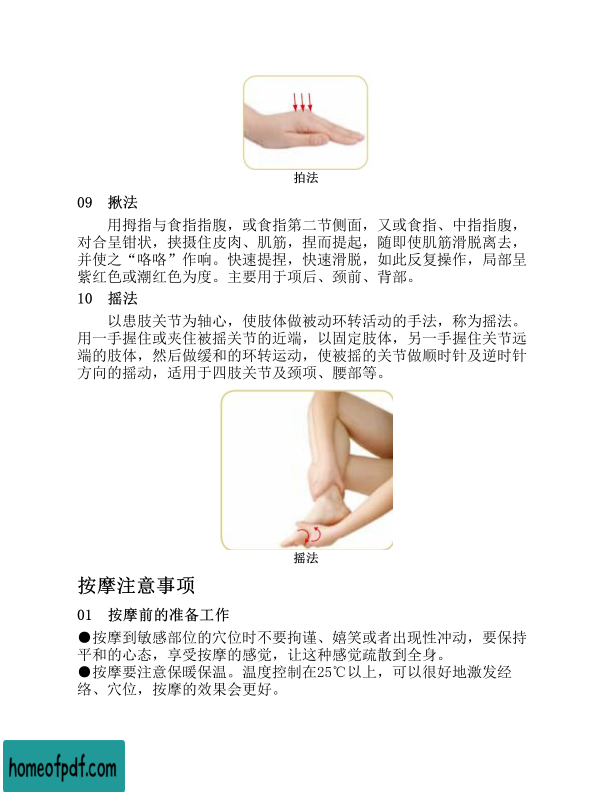 拍法
09 揪法
用拇指与食指指腹，或食指第二节侧面，又或食指、中指指腹，
对合呈钳状，挟摄住皮肉、肌筋，捏而提起，随即使肌筋滑脱离去，
并使之“咯咯”作响。快速提捏，快速滑脱，如此反复操作，局部呈
紫红色或潮红色为度。主要用于项后、颈前、背部。
10 摇法
以患肢关节为轴心，使肢体做被动环转活动的手法，称为摇法。
用一手握住或夹住被摇关节的近端，以固定肢体，另一手握住关节远
端的肢体，然后做缓和的环转运动，使被摇的关节做顺时针及逆时针
方向的摇动，适用于四肢关节及颈项、腰部等。
摇法
按摩注意事项
01 按摩前的准备工作
●按摩到敏感部位的穴位时不要拘谨、嬉笑或者出现性冲动，要保持
平和的心态，享受按摩的感觉，让这种感觉疏散到全身。
●按摩要注意保暖保温。温度控制在25℃以上，可以很好地激发经
络、穴位，按摩的效果会更好。
homeofpdf.com